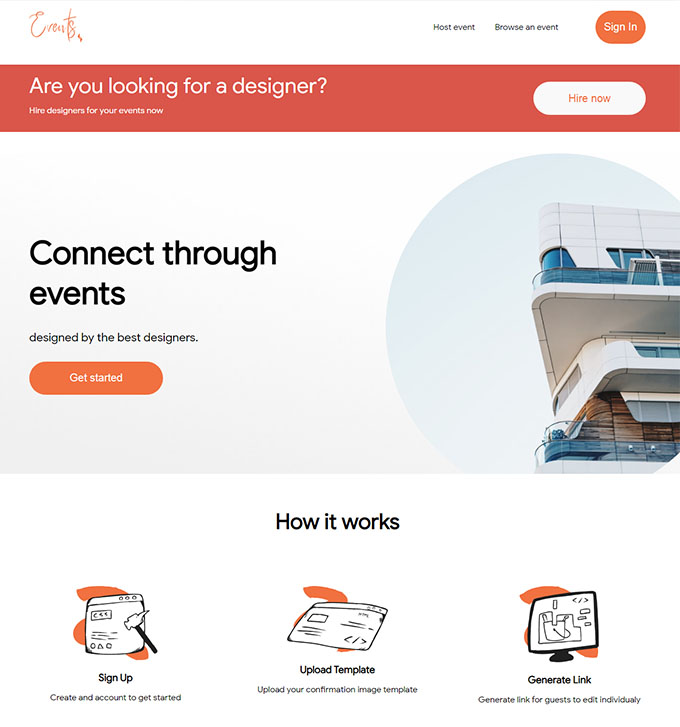 Events
Host event
Browse an event
Sign In
Are you looking for a designer?
Hire designers for your events now
Hire now
Connect through
events
designed by the best designers.
Get started
How it works
CSS
</>
</>
Sign Up
Create and account to get started
Upload Template
Upload your confirmation image template
Generate Link
Generate link for guests to edit individualy